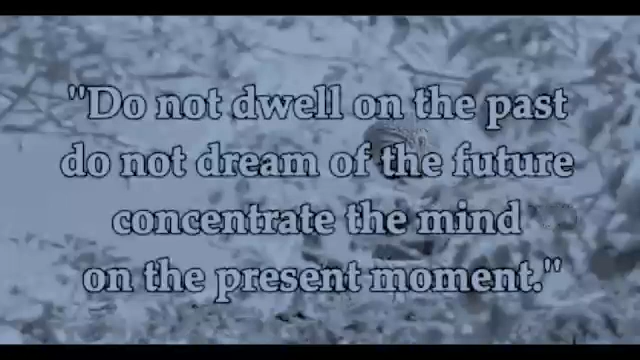 "Do not dwell on the past
do not dream of the future
concentrate the mind
on the present moment."